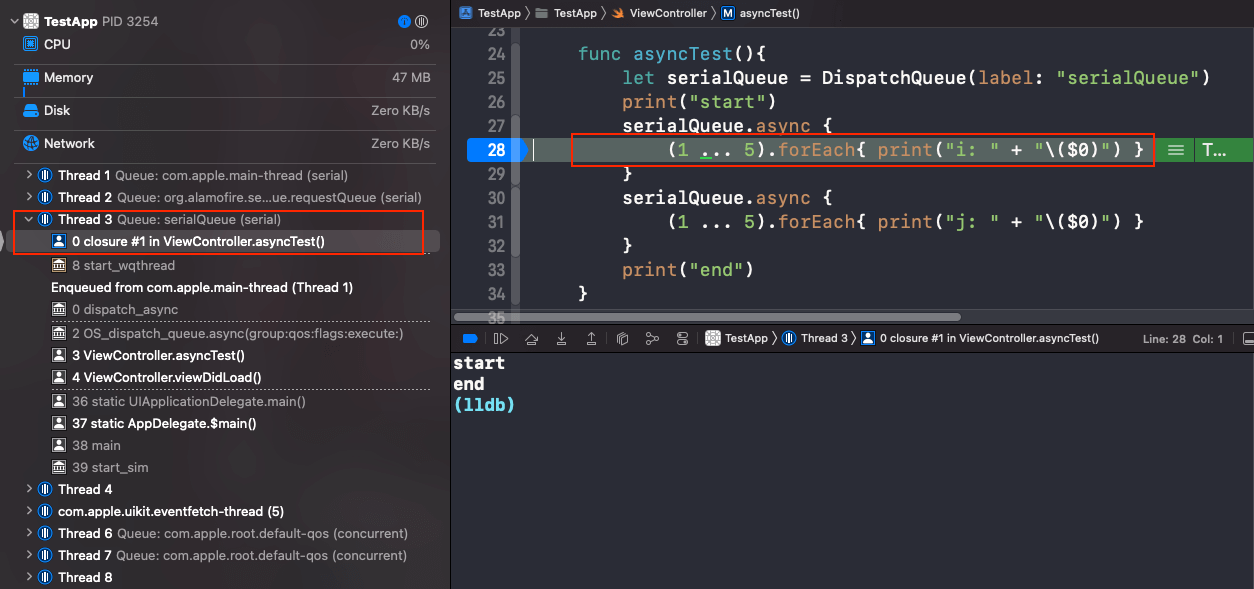 TestApp PID 3254
CPU 0%
Memory 47 MB
Disk Zero KB/s
Network Zero KB/s
Thread 1 Queue: com.apple.main-thread (serial)
Thread 2 Queue: org.alamofire.se...ue.requestQueue (serial)
Thread 3 Queue: serialQueue (serial)
0 closure #1 in ViewController.asyncTest()
8 start_wqthread
Enqueued from com.apple.main-thread (Thread 1)
0 dispatch_async
2 OS_dispatch_queue.async(group:qos:flags:execute:)
3 ViewController.asyncTest()
4 ViewController.viewDidLoad()
36 static UIApplicationDelegate.main()
37 static AppDelegate.$main()
38 main
39 start_sim
Thread 4
com.apple.uikit.eventfetch-thread (5)
Thread 6 Queue: com.apple.root.default-qos (concurrent)
Thread 7 Queue: com.apple.root.default-qos (concurrent)
Thread 8
TestApp TestApp ViewController M asyncTest()
23
24 func asyncTest(){
25 let serialQueue = DispatchQueue(label: "serialQueue")
26 print("start")
27 serialQueue.async {
28 (1 ... 5).forEach{ print("i: " + "\($0)") } T...
29 }
30 serialQueue.async {
31 (1 ... 5).forEach{ print("j: " + "\($0)") }
32 }
33 print("end")
34 }
35
TestApp Thread 3 0 closure #1 in ViewController.asyncTest() Line: 28 Col: 1
start
end
(lldb)